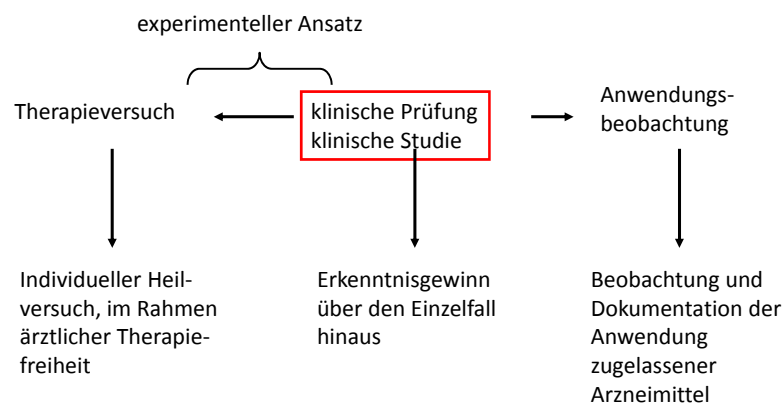 experimenteller Ansatz
Therapieversuch
klinische Prüfung
klinische Studie
Anwendungs-
beobachtung
Individueller Heil-
versuch, im Rahmen
ärztlicher Therapie-
freiheit
Erkenntnisgewinn
über den Einzelfall
hinaus
Beobachtung und
Dokumentation der
Anwendung
zugelassener
Arzneimittel